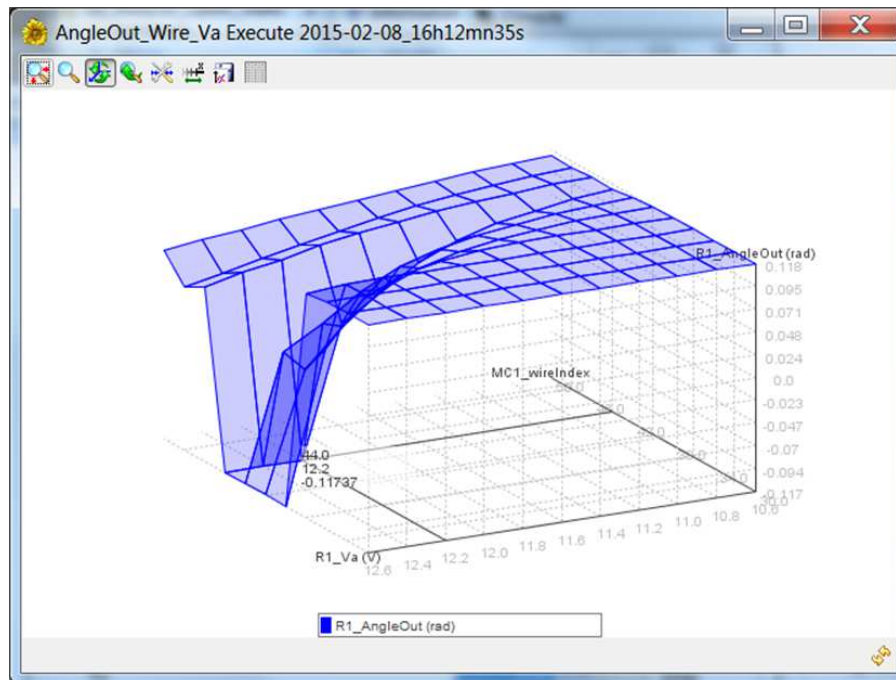 AngleOut_Wire_Va Execute 2015-02-08_16h12mn35s
R1_AngleOut (rad)
0.118
0.095
0.071
0.048
0.024
0.0
-0.023
-0.047
-0.07
-0.094
-0.117
MC1_wireIndex
30.0
44.0
12.2
-0.11737
R1_Va (V)
12.6 12.4 12.2 12.0 11.8 11.6 11.4 11.2 11.0 10.8 10.6
R1_AngleOut (rad)